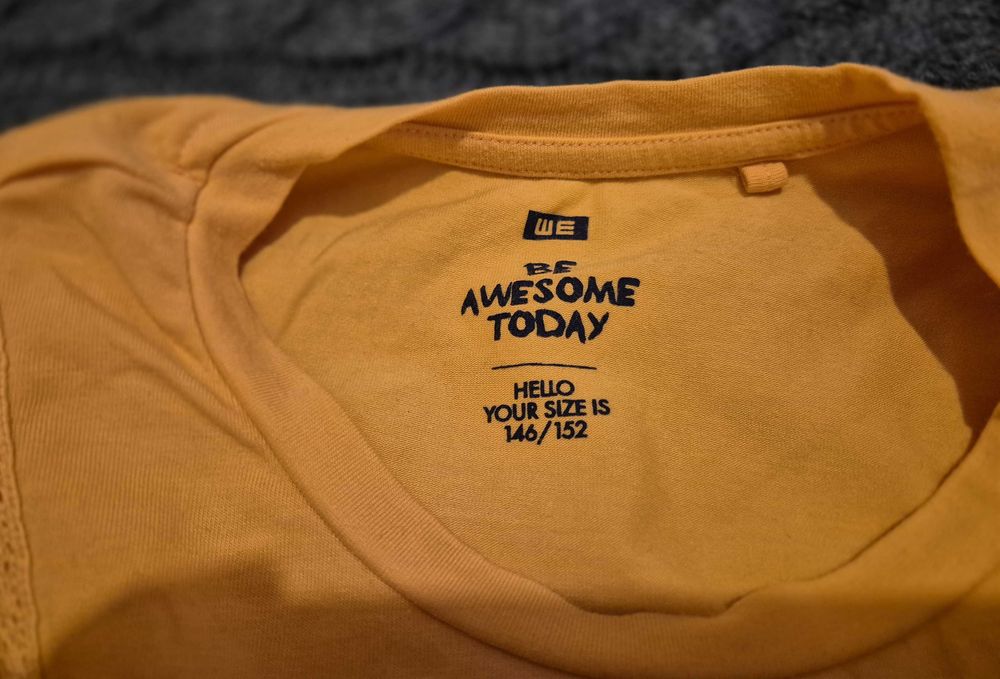 WE
BE
AWESOME
TODAY
HELLO
YOUR SIZE IS
146/152